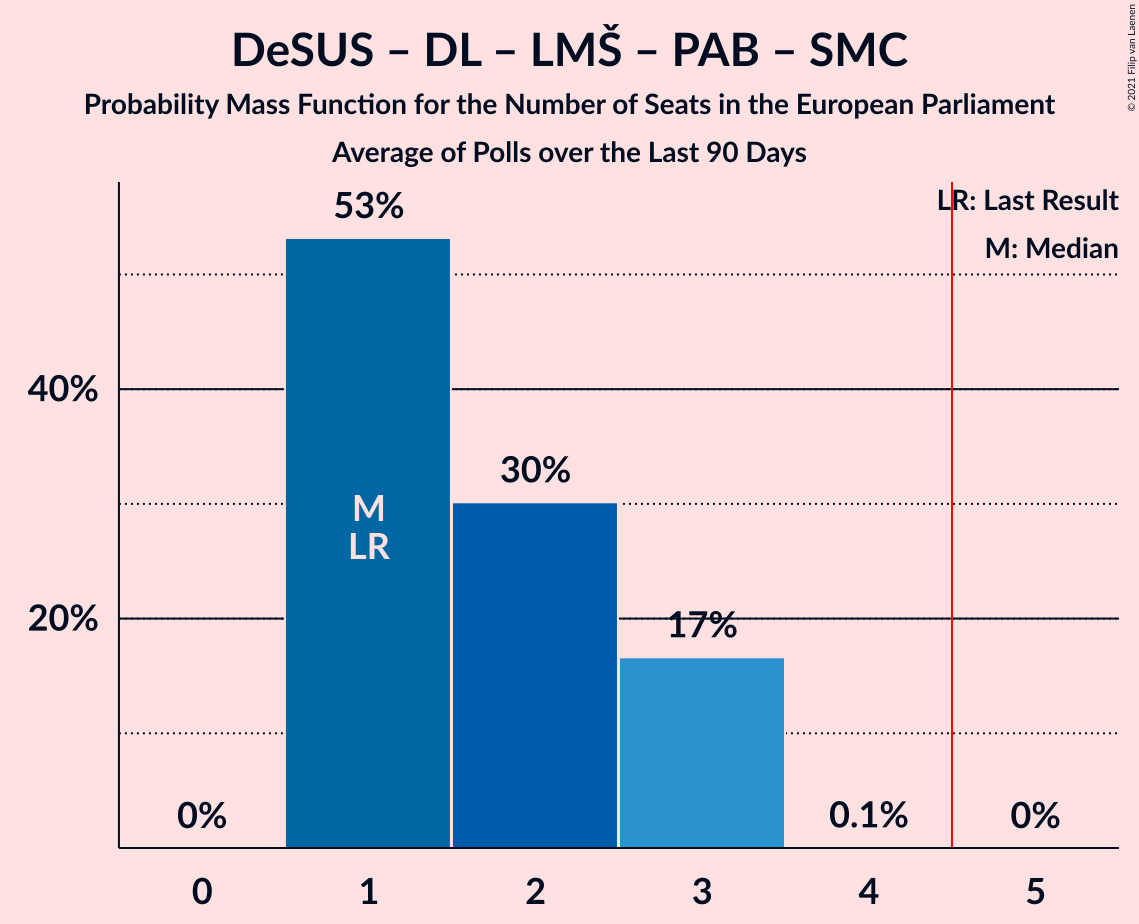 DeSUS – DL – LMŠ – PAB – SMC
Probability Mass Function for the Number of Seats in the European Parliament
Average of Polls over the Last 90 Days
© 2021 Filip van Laenen
LR: Last Result
M: Median
53%
40%
30%
M
LR
20%
17%
0%
0.1%
0%
0 1 2 3 4 5